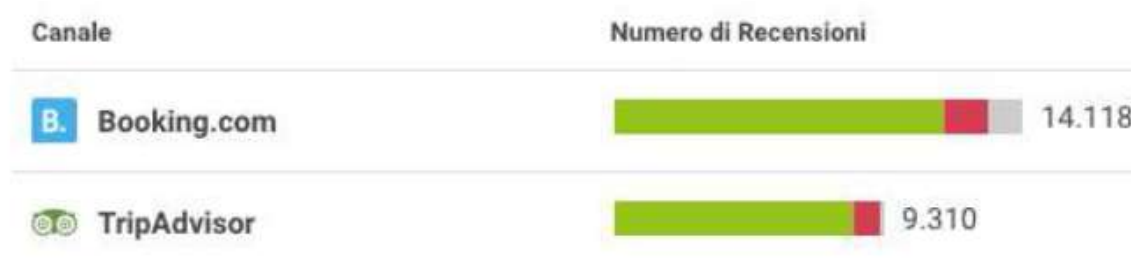 Canale Numero di Recensioni
B. Booking.com 14.118
TripAdvisor 9.310